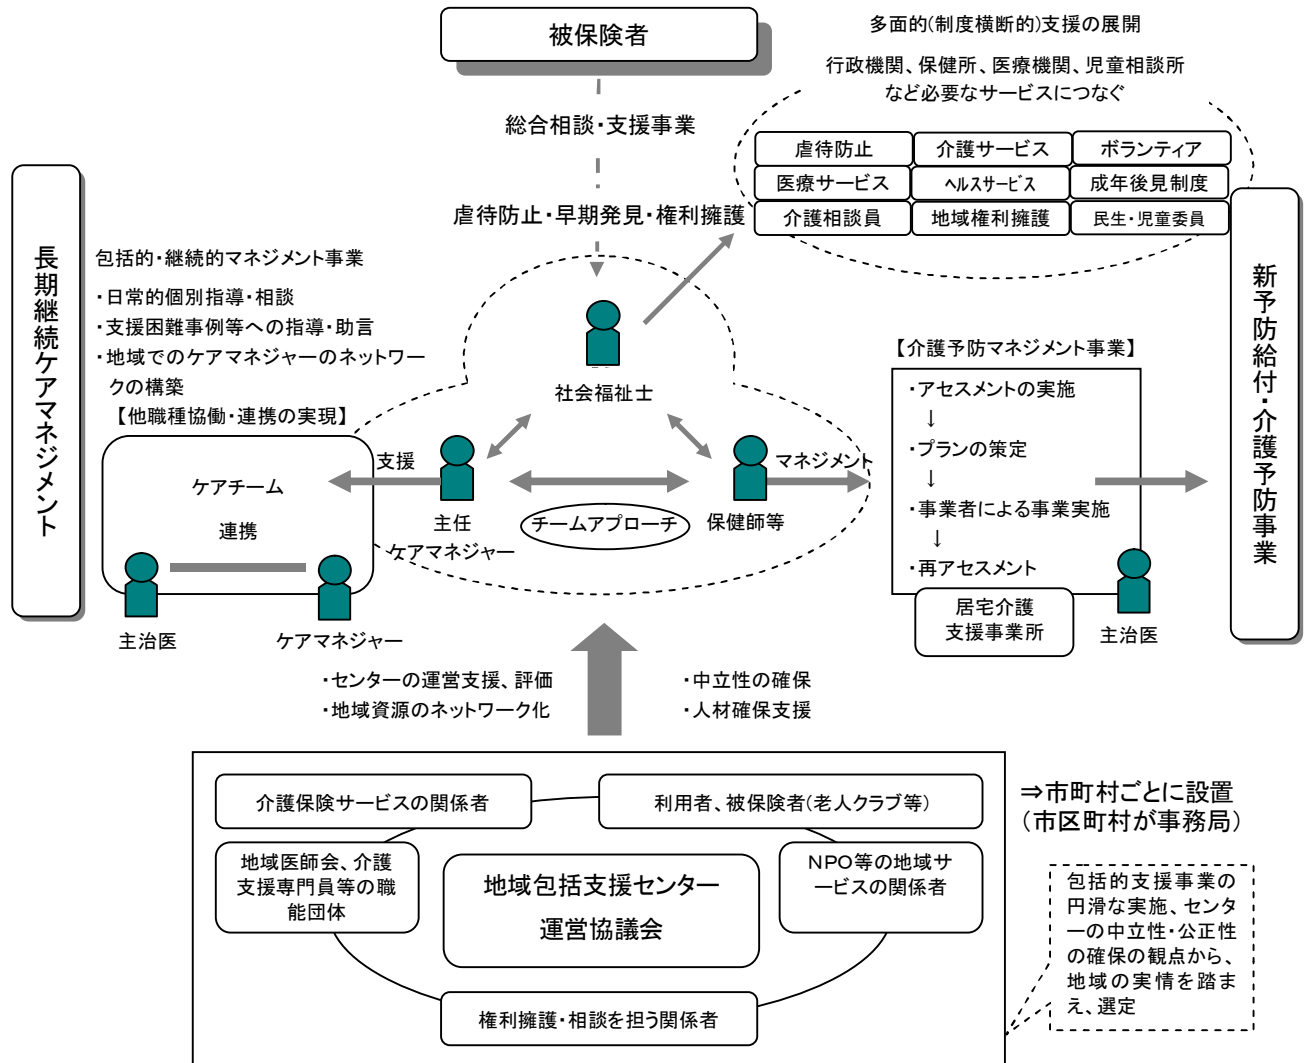 被保険者
総合相談・支援事業
虐待防止・早期発見・権利擁護
多面的(制度横断的)支援の展開
行政機関、保健所、医療機関、児童相談所
など必要なサービスにつなぐ
虐待防止
介護サービス
ボランティア
医療サービス
ヘルスサービス
成年後見制度
介護相談員
地域権利擁護
民生・児童委員
長期継続ケアマネジメント
包括的・継続的マネジメント事業
・日常的個別指導・相談
・支援困難事例等への指導・助言
・地域でのケアマネジャーのネットワー
クの構築
【他職種協働・連携の実現】
ケアチーム
連携
主治医
ケアマネジャー
支援
社会福祉士
主任
ケアマネジャー
チームアプローチ
保健師等
マネジメント
【介護予防マネジメント事業】
・アセスメントの実施
↓
・プランの策定
↓
・事業者による事業実施
↓
・再アセスメント
居宅介護
支援事業所
主治医
新予防給付・介護予防事業
・センターの運営支援、評価
・地域資源のネットワーク化
・中立性の確保
・人材確保支援
介護保険サービスの関係者
利用者、被保険者(老人クラブ等)
地域医師会、介護
支援専門員等の職
能団体
地域包括支援センター
運営協議会
NPO等の地域サ
ービスの関係者
権利擁護・相談を担う関係者
⇒市町村ごとに設置
(市区町村が事務局)
包括的支援事業の
円滑な実施、センタ
ーの中立性・公正性
の確保の観点から、
地域の実情を踏ま
え、選定